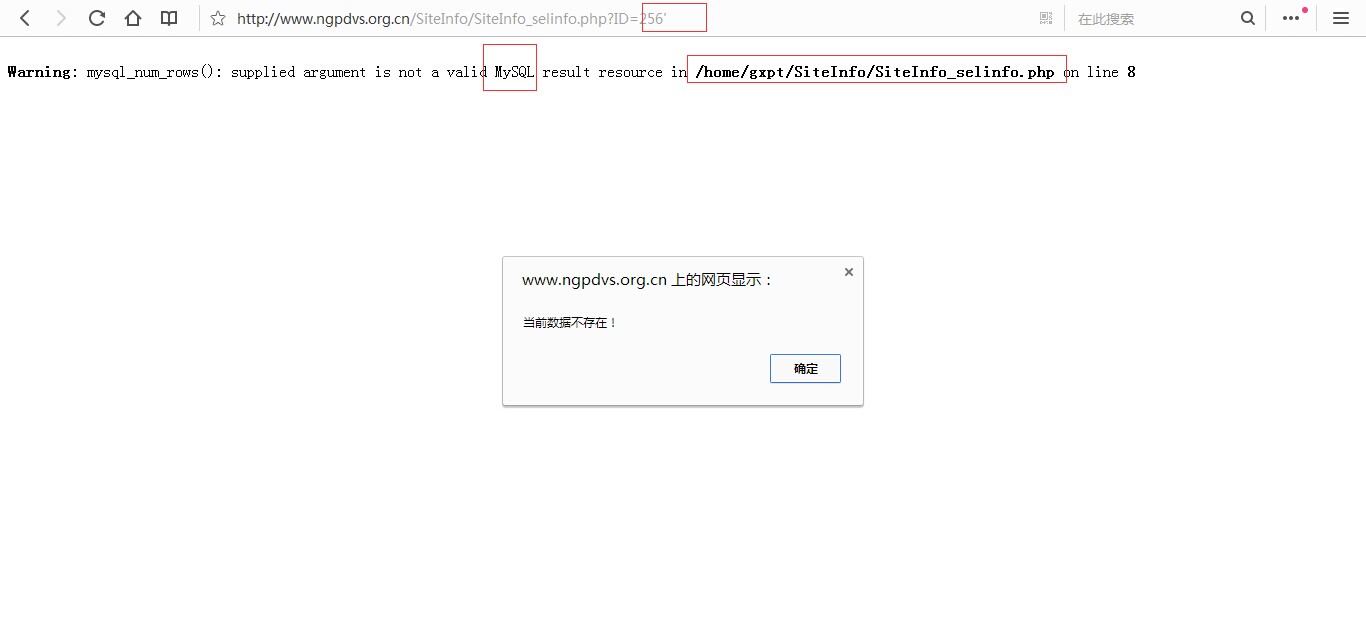 http://www.ngpdvs.org.cn/SiteInfo/SiteInfo_selinfo.php?ID=256'
在此搜索
Warning: mysql_num_rows(): supplied argument is not a valid MySQL result resource in /home/gxpt/SiteInfo/SiteInfo_selinfo.php on line 8
www.ngpdvs.org.cn 上的网页显示：
当前数据不存在！
确定